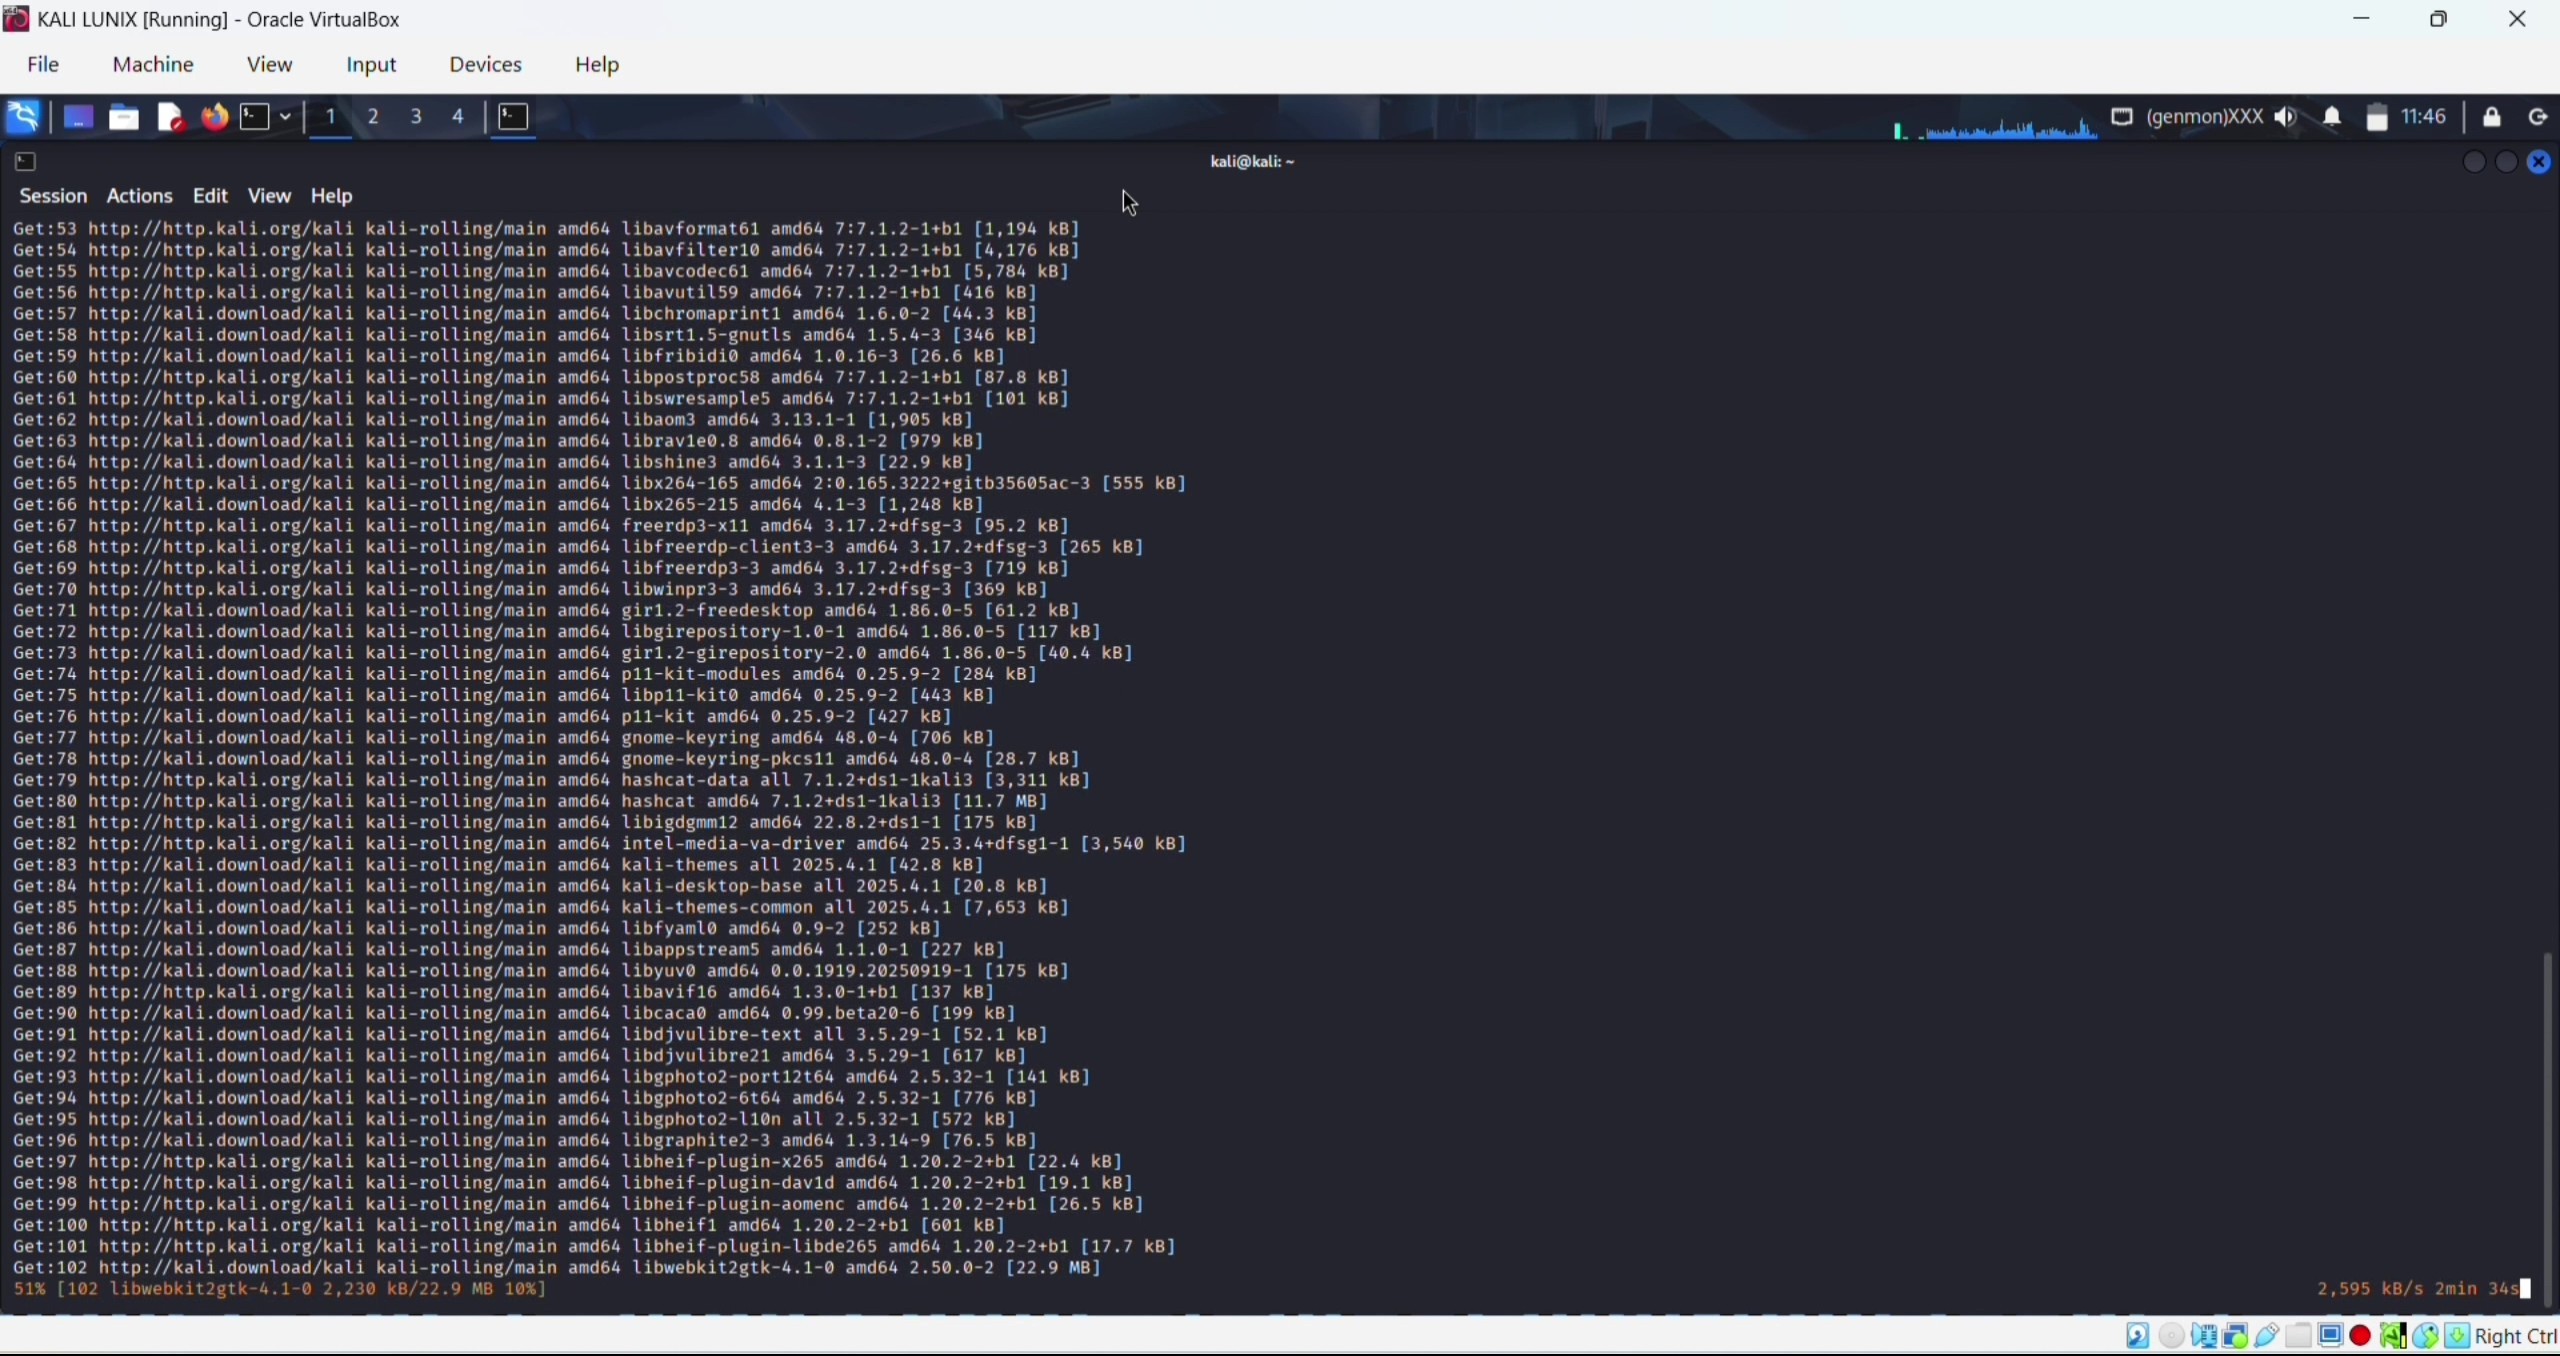 KALI LUNIX [Running] - Oracle VirtualBox
File Machine View Input Devices Help
1 2 3 4 (genmon)XXX 11:46
kali@kali: ~
Session Actions Edit View Help
Get:53 http://http.kali.org/kali kali-rolling/main amd64 libavformat61 amd64 7:7.1.2-1+b1 [1,194 kB]
Get:54 http://http.kali.org/kali kali-rolling/main amd64 libavfilter10 amd64 7:7.1.2-1+b1 [4,176 kB]
Get:55 http://http.kali.org/kali kali-rolling/main amd64 libavcodec61 amd64 7:7.1.2-1+b1 [5,784 kB]
Get:56 http://http.kali.org/kali kali-rolling/main amd64 libavutil59 amd64 7:7.1.2-1+b1 [416 kB]
Get:57 http://kali.download/kali kali-rolling/main amd64 libchromaprint1 amd64 1.6.0-2 [44.3 kB]
Get:58 http://kali.download/kali kali-rolling/main amd64 libsrt1.5-gnutls amd64 1.5.4-3 [346 kB]
Get:59 http://kali.download/kali kali-rolling/main amd64 libfribidi0 amd64 1.0.16-3 [26.6 kB]
Get:60 http://http.kali.org/kali kali-rolling/main amd64 libpostproc58 amd64 7:7.1.2-1+b1 [87.8 kB]
Get:61 http://http.kali.org/kali kali-rolling/main amd64 libswresample5 amd64 7:7.1.2-1+b1 [101 kB]
Get:62 http://kali.download/kali kali-rolling/main amd64 libaom3 amd64 3.13.1-1 [1,905 kB]
Get:63 http://kali.download/kali kali-rolling/main amd64 librav1e0.8 amd64 0.8.1-2 [979 kB]
Get:64 http://kali.download/kali kali-rolling/main amd64 libshine3 amd64 3.1.1-3 [22.9 kB]
Get:65 http://http.kali.org/kali kali-rolling/main amd64 libx264-165 amd64 2:0.165.3222+gitb35605ac-3 [555 kB]
Get:66 http://kali.download/kali kali-rolling/main amd64 libx265-215 amd64 4.1-3 [1,248 kB]
Get:67 http://http.kali.org/kali kali-rolling/main amd64 freerdp3-x11 amd64 3.17.2+dfsg-3 [95.2 kB]
Get:68 http://http.kali.org/kali kali-rolling/main amd64 libfreerdp-client3-3 amd64 3.17.2+dfsg-3 [265 kB]
Get:69 http://http.kali.org/kali kali-rolling/main amd64 libfreerdp3-3 amd64 3.17.2+dfsg-3 [719 kB]
Get:70 http://http.kali.org/kali kali-rolling/main amd64 libwinpr3-3 amd64 3.17.2+dfsg-3 [369 kB]
Get:71 http://kali.download/kali kali-rolling/main amd64 gir1.2-freedesktop amd64 1.86.0-5 [61.2 kB]
Get:72 http://kali.download/kali kali-rolling/main amd64 libgirepository-1.0-1 amd64 1.86.0-5 [117 kB]
Get:73 http://kali.download/kali kali-rolling/main amd64 gir1.2-girepository-2.0 amd64 1.86.0-5 [40.4 kB]
Get:74 http://kali.download/kali kali-rolling/main amd64 p11-kit-modules amd64 0.25.9-2 [284 kB]
Get:75 http://kali.download/kali kali-rolling/main amd64 libp11-kit0 amd64 0.25.9-2 [443 kB]
Get:76 http://kali.download/kali kali-rolling/main amd64 p11-kit amd64 0.25.9-2 [427 kB]
Get:77 http://kali.download/kali kali-rolling/main amd64 gnome-keyring amd64 48.0-4 [706 kB]
Get:78 http://kali.download/kali kali-rolling/main amd64 gnome-keyring-pkcs11 amd64 48.0-4 [28.7 kB]
Get:79 http://http.kali.org/kali kali-rolling/main amd64 hashcat-data all 7.1.2+ds1-1kali3 [3,311 kB]
Get:80 http://http.kali.org/kali kali-rolling/main amd64 hashcat amd64 7.1.2+ds1-1kali3 [11.7 MB]
Get:81 http://http.kali.org/kali kali-rolling/main amd64 libigdgmm12 amd64 22.8.2+ds1-1 [175 kB]
Get:82 http://http.kali.org/kali kali-rolling/main amd64 intel-media-va-driver amd64 25.3.4+dfsg1-1 [3,540 kB]
Get:83 http://kali.download/kali kali-rolling/main amd64 kali-themes all 2025.4.1 [42.8 kB]
Get:84 http://kali.download/kali kali-rolling/main amd64 kali-desktop-base all 2025.4.1 [20.8 kB]
Get:85 http://kali.download/kali kali-rolling/main amd64 kali-themes-common all 2025.4.1 [7,653 kB]
Get:86 http://kali.download/kali kali-rolling/main amd64 libfyaml0 amd64 0.9-2 [252 kB]
Get:87 http://kali.download/kali kali-rolling/main amd64 libappstream5 amd64 1.1.0-1 [227 kB]
Get:88 http://kali.download/kali kali-rolling/main amd64 libyuv0 amd64 0.0.1919.20250919-1 [175 kB]
Get:89 http://http.kali.org/kali kali-rolling/main amd64 libavif16 amd64 1.3.0-1+b1 [137 kB]
Get:90 http://kali.download/kali kali-rolling/main amd64 libcaca0 amd64 0.99.beta20-6 [199 kB]
Get:91 http://kali.download/kali kali-rolling/main amd64 libdjvulibre-text all 3.5.29-1 [52.1 kB]
Get:92 http://kali.download/kali kali-rolling/main amd64 libdjvulibre21 amd64 3.5.29-1 [617 kB]
Get:93 http://kali.download/kali kali-rolling/main amd64 libgphoto2-port12t64 amd64 2.5.32-1 [141 kB]
Get:94 http://kali.download/kali kali-rolling/main amd64 libgphoto2-6t64 amd64 2.5.32-1 [776 kB]
Get:95 http://kali.download/kali kali-rolling/main amd64 libgphoto2-l10n all 2.5.32-1 [572 kB]
Get:96 http://kali.download/kali kali-rolling/main amd64 libgraphite2-3 amd64 1.3.14-9 [76.5 kB]
Get:97 http://http.kali.org/kali kali-rolling/main amd64 libheif-plugin-x265 amd64 1.20.2-2+b1 [22.4 kB]
Get:98 http://http.kali.org/kali kali-rolling/main amd64 libheif-plugin-dav1d amd64 1.20.2-2+b1 [19.1 kB]
Get:99 http://http.kali.org/kali kali-rolling/main amd64 libheif-plugin-aomenc amd64 1.20.2-2+b1 [26.5 kB]
Get:100 http://http.kali.org/kali kali-rolling/main amd64 libheif1 amd64 1.20.2-2+b1 [601 kB]
Get:101 http://http.kali.org/kali kali-rolling/main amd64 libheif-plugin-libde265 amd64 1.20.2-2+b1 [17.7 kB]
Get:102 http://kali.download/kali kali-rolling/main amd64 libwebkit2gtk-4.1-0 amd64 2.50.0-2 [22.9 MB]
51% [102 libwebkit2gtk-4.1-0 2,230 kB/22.9 MB 10%] 2,595 kB/s 2min 34s
Right Ctrl